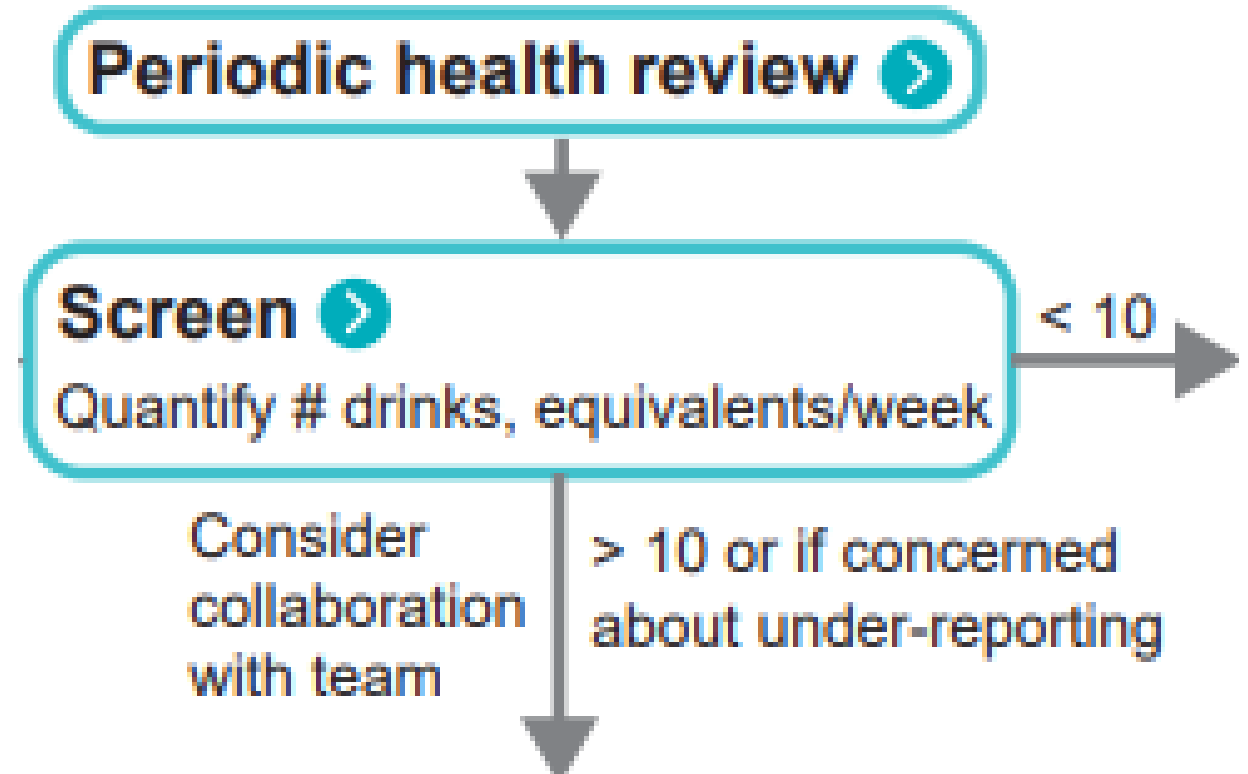 Periodic health review
Screen
Quantify # drinks, equivalents/week
< 10
Consider
collaboration
with team
> 10 or if concerned
about under-reporting